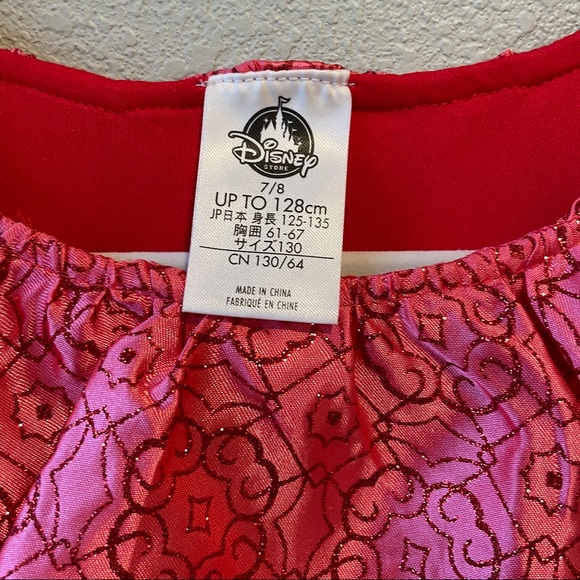 Disney
STORE
7/8
UP TO 128cm
JP日本 身長 125-135
胸囲 61-67
サイズ130
CN 130/64
MADE IN CHINA
FABRIQUÉ EN CHINE